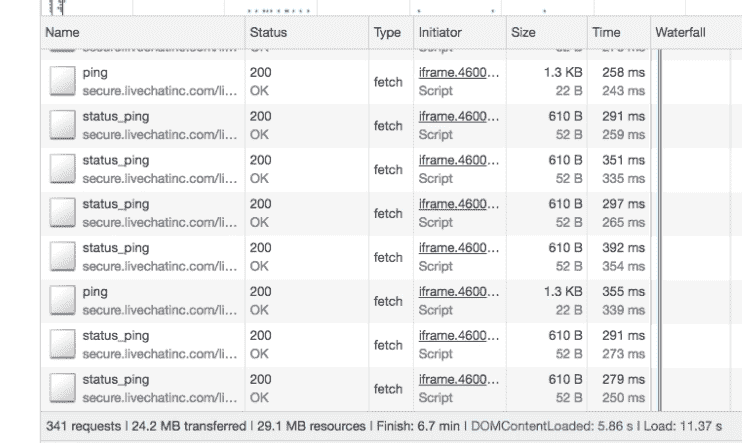 Name Status Type Initiator Size Time Waterfall
ping 200 fetch iframe.4600... 1.3 KB 258 ms
secure.livechatinc.com/li... OK Script 22 B 243 ms
status_ping 200 fetch iframe.4600... 610 B 291 ms
secure.livechatinc.com/li... OK Script 52 B 259 ms
status_ping 200 fetch iframe.4600... 610 B 351 ms
secure.livechatinc.com/li... OK Script 52 B 335 ms
status_ping 200 fetch iframe.4600... 610 B 297 ms
secure.livechatinc.com/li... OK Script 52 B 265 ms
status_ping 200 fetch iframe.4600... 610 B 392 ms
secure.livechatinc.com/li... OK Script 52 B 354 ms
ping 200 fetch iframe.4600... 1.3 KB 355 ms
secure.livechatinc.com/li... OK Script 22 B 339 ms
status_ping 200 fetch iframe.4600... 610 B 291 ms
secure.livechatinc.com/li... OK Script 52 B 273 ms
status_ping 200 fetch iframe.4600... 610 B 279 ms
secure.livechatinc.com/li... OK Script 52 B 250 ms
341 requests | 24.2 MB transferred | 29.1 MB resources | Finish: 6.7 min | DOMContentLoaded: 5.86 s | Load: 11.37 s